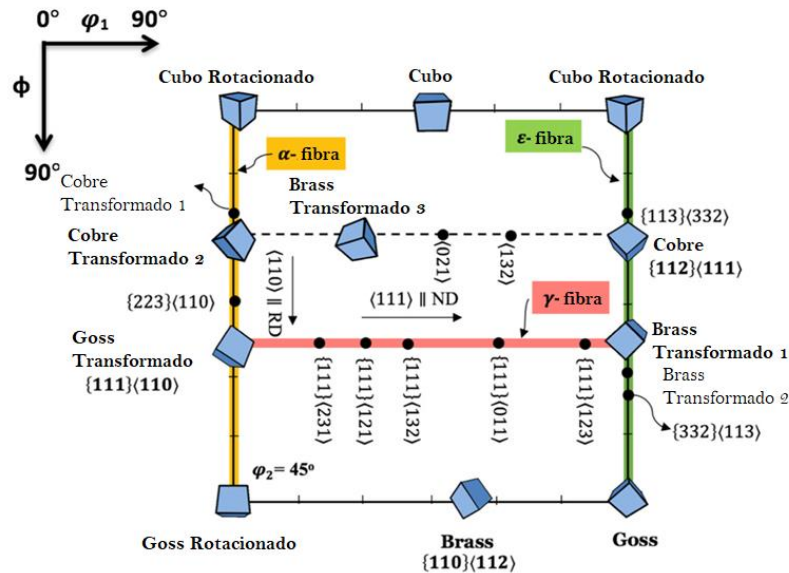 0° φ₁ 90°
Φ
90°
Cubo Rotacionado
Cubo
Cubo Rotacionado
α- fibra
ε- fibra
Cobre
Transformado 1
Brass
Transformado 3
{113}⟨332⟩
Cobre
Transformado 2
⟨021⟩
⟨132⟩
Cobre
{112}⟨111⟩
⟨110⟩ ∥ RD
⟨111⟩ ∥ ND
γ- fibra
{223}⟨110⟩
Goss
Transformado
{111}⟨110⟩
{111}⟨231⟩
{111}⟨121⟩
{111}⟨132⟩
{111}⟨011⟩
{111}⟨123⟩
Brass
Transformado 1
Brass
Transformado 2
{332}⟨113⟩
φ₂= 45º
Goss Rotacionado
Brass
{110}⟨112⟩
Goss